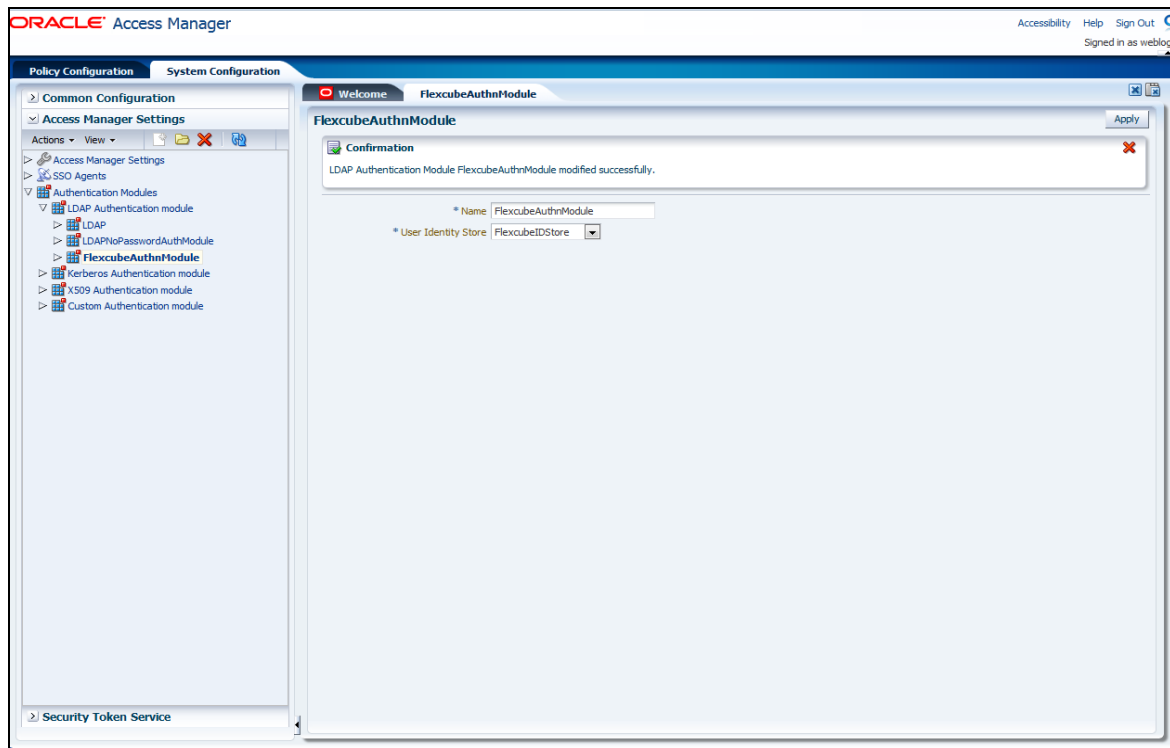 ORACLE Access Manager
Accessibility Help Sign Out
Signed in as weblog
Policy Configuration System Configuration
Common Configuration
Access Manager Settings
Actions View
Access Manager Settings
SSO Agents
Authentication Modules
LDAP Authentication module
LDAP
LDAPNoPasswordAuthModule
FlexcubeAuthnModule
Kerberos Authentication module
X509 Authentication module
Custom Authentication module
Security Token Service
Welcome FlexcubeAuthnModule
FlexcubeAuthnModule Apply
Confirmation
LDAP Authentication Module FlexcubeAuthnModule modified successfully.
* Name FlexcubeAuthnModule
* User Identity Store FlexcubeIDStore